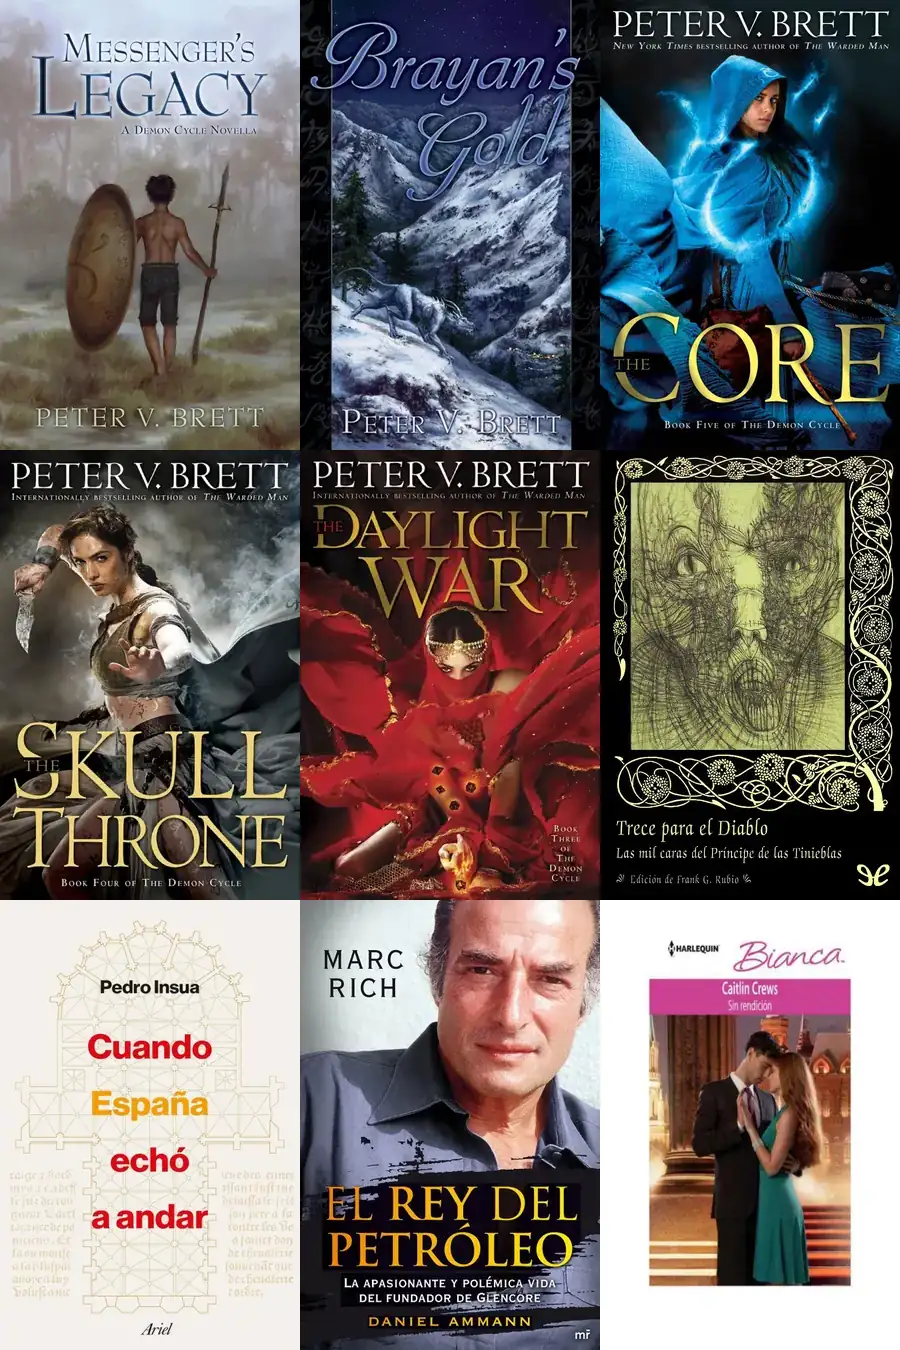 MESSENGER'S
LEGACY
A DEMON CYCLE NOVELLA
PETER V. BRETT
Brayan's
Gold
PETER V. BRETT
PETER V. BRETT
NEW YORK TIMES BESTSELLING AUTHOR OF THE WARDED MAN
THE CORE
BOOK FIVE OF THE DEMON CYCLE
PETER V. BRETT
INTERNATIONALLY BESTSELLING AUTHOR OF THE WARDED MAN
THE SKULL
THRONE
BOOK FOUR OF THE DEMON CYCLE
PETER V. BRETT
INTERNATIONALLY BESTSELLING AUTHOR OF THE WARDED MAN
THE DAYLIGHT
WAR
BOOK
THREE
OF
THE
DEMON
CYCLE
Trece para el Diablo
Las mil caras del Príncipe de las Tinieblas
Edición de Frank G. Rubio
Pedro Insua
Cuando
España
echó
a andar
Ariel
MARC
RICH
EL REY DEL
PETRÓLEO
LA APASIONANTE Y POLÉMICA VIDA
DEL FUNDADOR DE GLENCORE
DANIEL AMMANN
mr
HARLEQUIN
Bianca
Caitlin Crews
Sin rendición